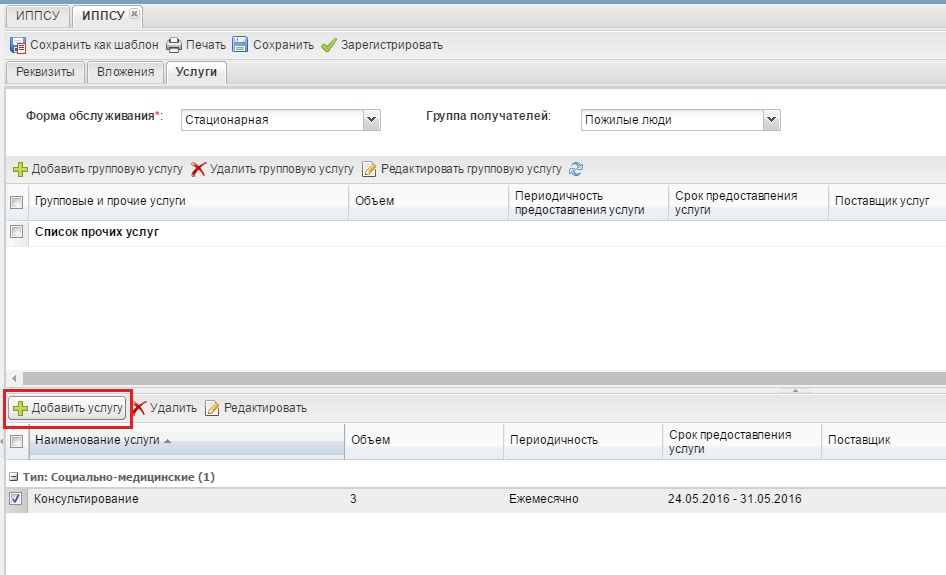 ИППСУ ИППСУ
Сохранить как шаблон Печать Сохранить Зарегистрировать
Реквизиты Вложения Услуги
Форма обслуживания*: Стационарная Группа получателей: Пожилые люди
Добавить групповую услугу Удалить групповую услугу Редактировать групповую услугу
Групповые и прочие услуги Объем Периодичность предоставления услуги Срок предоставления услуги Поставщик услуг
Список прочих услуг
Добавить услугу Удалить Редактировать
Наименование услуги Объем Периодичность Срок предоставления услуги Поставщик
Тип: Социально-медицинские (1)
Консультирование 3 Ежемесячно 24.05.2016 - 31.05.2016